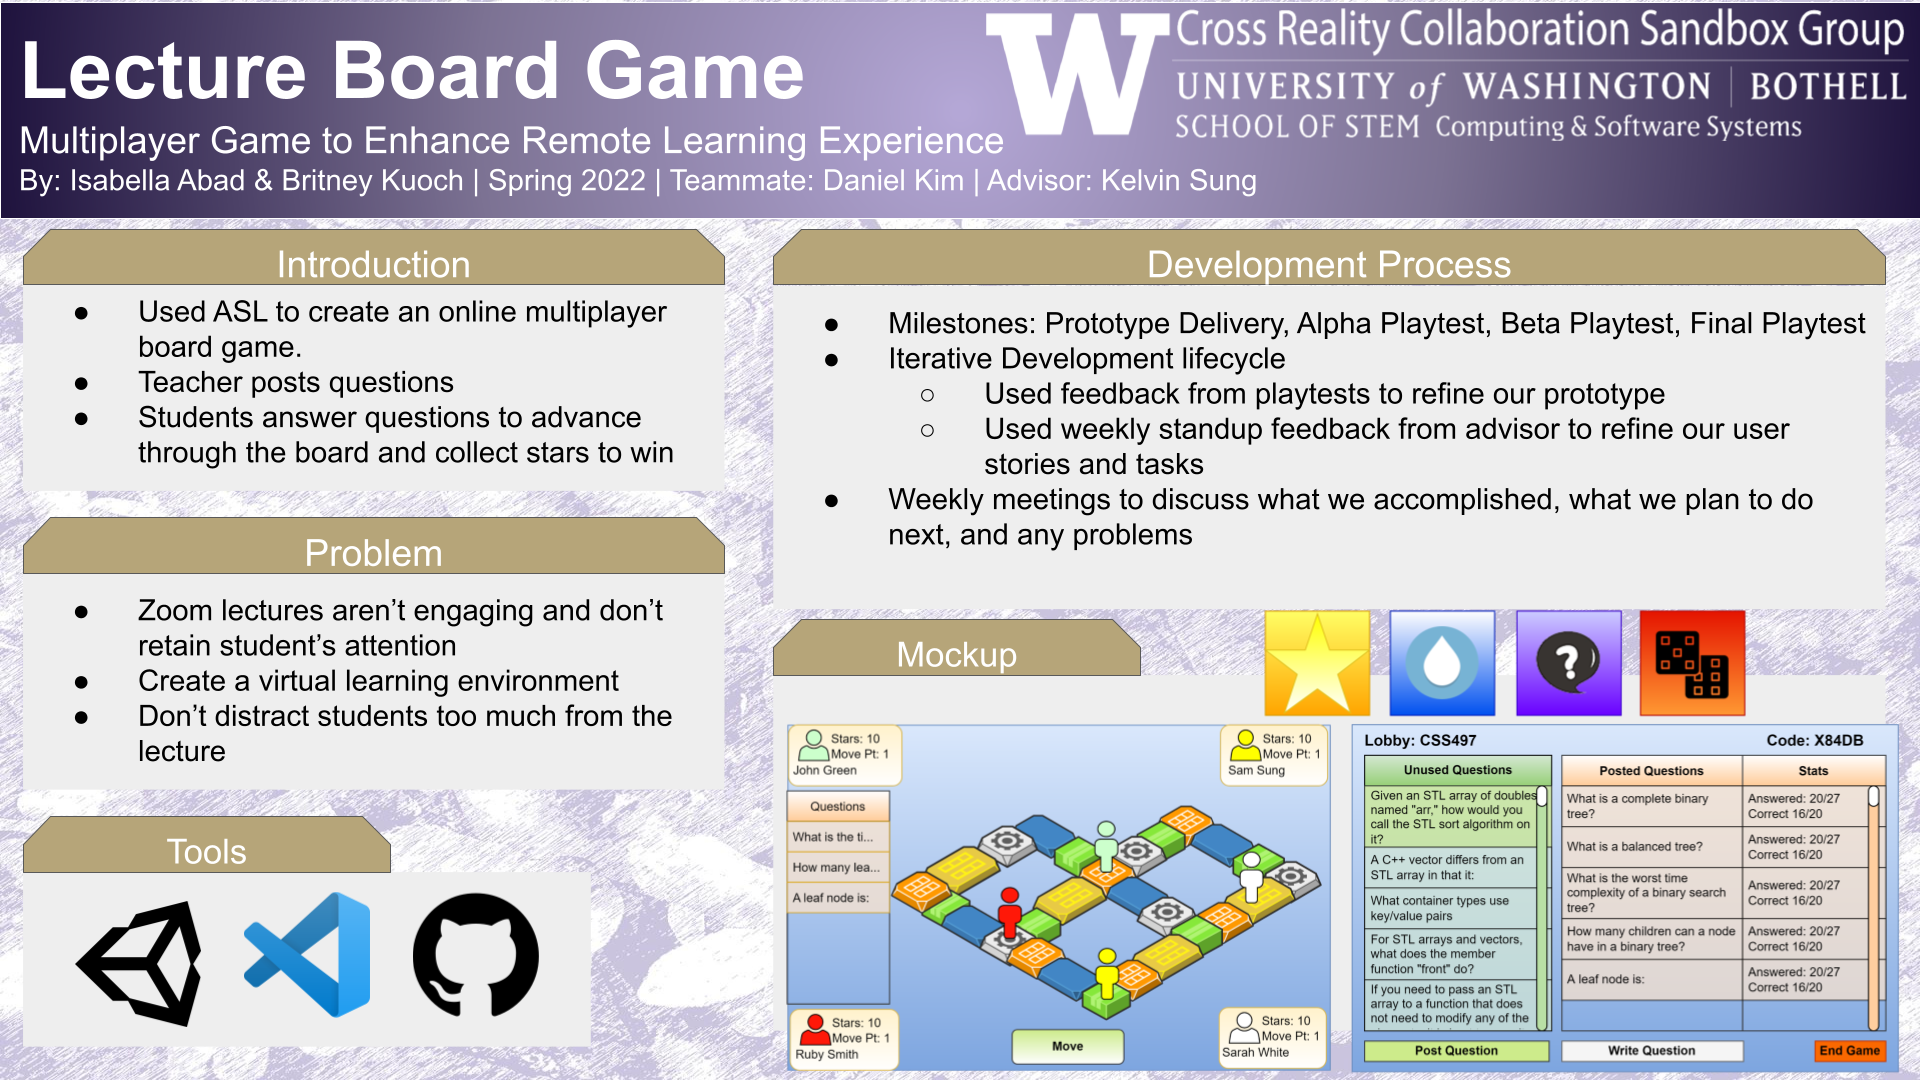 Lecture Board Game
Multiplayer Game to Enhance Remote Learning Experience
By: Isabella Abad & Britney Kuoch | Spring 2022 | Teammate: Daniel Kim | Advisor: Kelvin Sung
W
Cross Reality Collaboration Sandbox Group
UNIVERSITY of WASHINGTON | BOTHELL
SCHOOL OF STEM Computing & Software Systems
Introduction
● Used ASL to create an online multiplayer
board game.
● Teacher posts questions
● Students answer questions to advance
through the board and collect stars to win
Problem
● Zoom lectures aren’t engaging and don’t
retain student’s attention
● Create a virtual learning environment
● Don’t distract students too much from the
lecture
Tools
Development Process
● Milestones: Prototype Delivery, Alpha Playtest, Beta Playtest, Final Playtest
● Iterative Development lifecycle
○ Used feedback from playtests to refine our prototype
○ Used weekly standup feedback from advisor to refine our user
stories and tasks
● Weekly meetings to discuss what we accomplished, what we plan to do
next, and any problems
Mockup
?
Stars: 10
Move Pt: 1
John Green
Stars: 10
Move Pt: 1
Sam Sung
Questions
What is the ti...
How many lea...
A leaf node is:
Stars: 10
Move Pt: 1
Ruby Smith
Move
Stars: 10
Move Pt: 1
Sarah White
Lobby: CSS497
Code: X84DB
Unused Questions
Given an STL array of doubles
named "arr," how would you
call the STL sort algorithm on
it?
A C++ vector differs from an
STL array in that it:
What container types use
key/value pairs
For STL arrays and vectors,
what does the member
function "front" do?
If you need to pass an STL
array to a function that does
not need to modify any of the
Posted Questions
Stats
What is a complete binary
tree?
Answered: 20/27
Correct 16/20
What is a balanced tree?
Answered: 20/27
Correct 16/20
What is the worst time
complexity of a binary search
tree?
Answered: 20/27
Correct 16/20
How many children can a node
have in a binary tree?
Answered: 20/27
Correct 16/20
A leaf node is:
Answered: 20/27
Correct 16/20
Post Question
Write Question
End Game